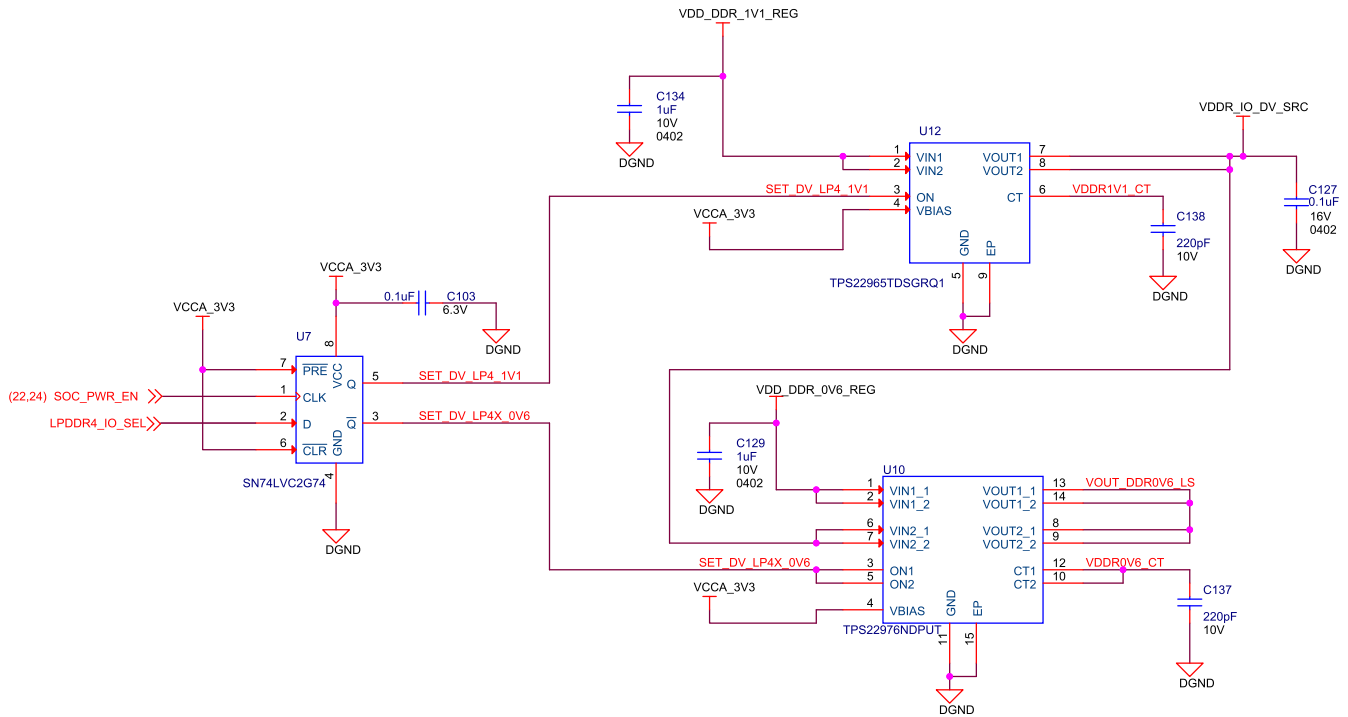 VDD_DDR_1V1_REG
C134
1uF
10V
0402
DGND
VDDR_IO_DV_SRC
U12
1 VIN1 VOUT1 7
2 VIN2 VOUT2 8
SET_DV_LP4_1V1 3 ON CT 6 VDDR1V1_CT
4 VBIAS
VCCA_3V3
GND EP
5 9
TPS22965TDSGRQ1
DGND
C138
220pF
10V
DGND
C127
0.1uF
16V
0402
DGND
VCCA_3V3
0.1uF C103
6.3V
DGND
VCCA_3V3
U7
8
7 PRE VCC Q 5 SET_DV_LP4_1V1
(22,24) SOC_PWR_EN 1 CLK
LPDDR4_IO_SEL 2 D Q 3 SET_DV_LP4X_0V6
6 CLR GND
4
SN74LVC2G74
DGND
VDD_DDR_0V6_REG
C129
1uF
10V
0402
DGND
U10
1 VIN1_1 VOUT1_1 13 VOUT_DDR0V6_LS
2 VIN1_2 VOUT1_2 14
6 VIN2_1 VOUT2_1 8
7 VIN2_2 VOUT2_2 9
SET_DV_LP4X_0V6 3 ON1 CT1 12 VDDR0V6_CT
5 ON2 CT2 10
VCCA_3V3
4 VBIAS GND EP
TPS22976NDPUT
11 15
DGND
C137
220pF
10V
DGND